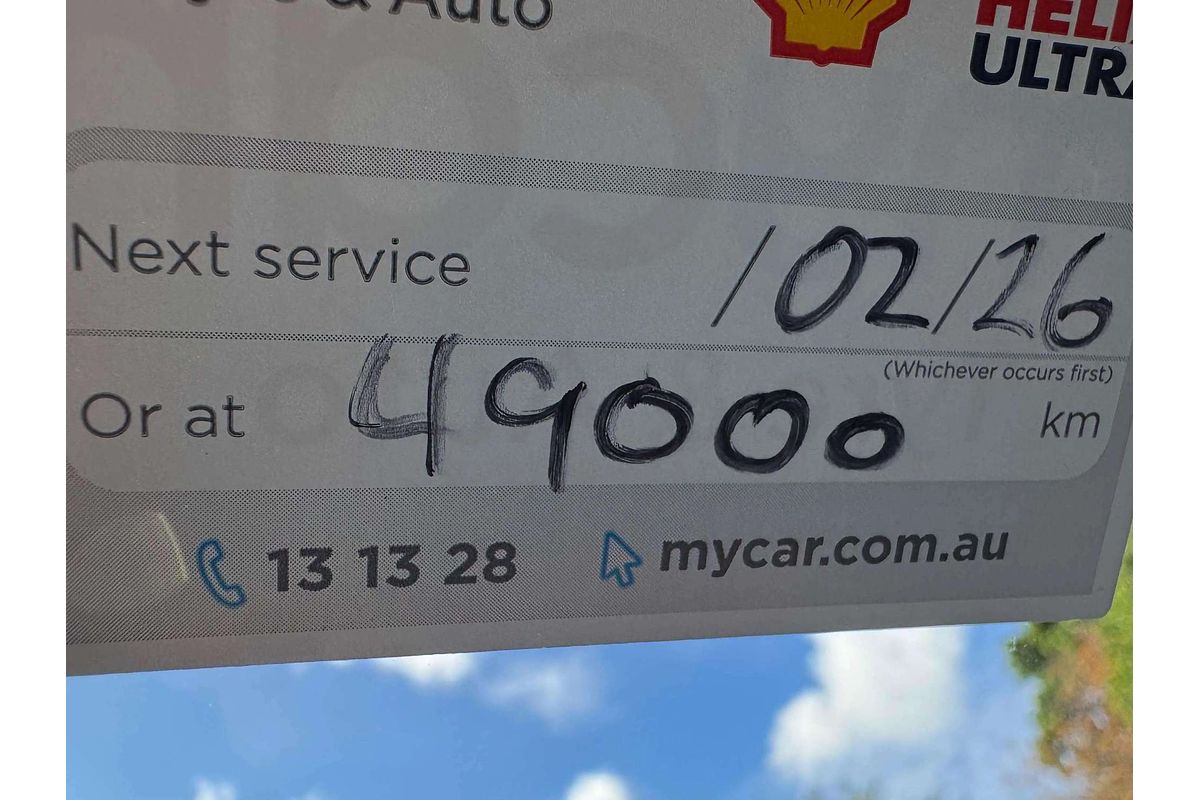 & Auto
HELIX
ULTRA
Next service /02/26
(Whichever occurs first)
Or at 49000 km
13 13 28 mycar.com.au